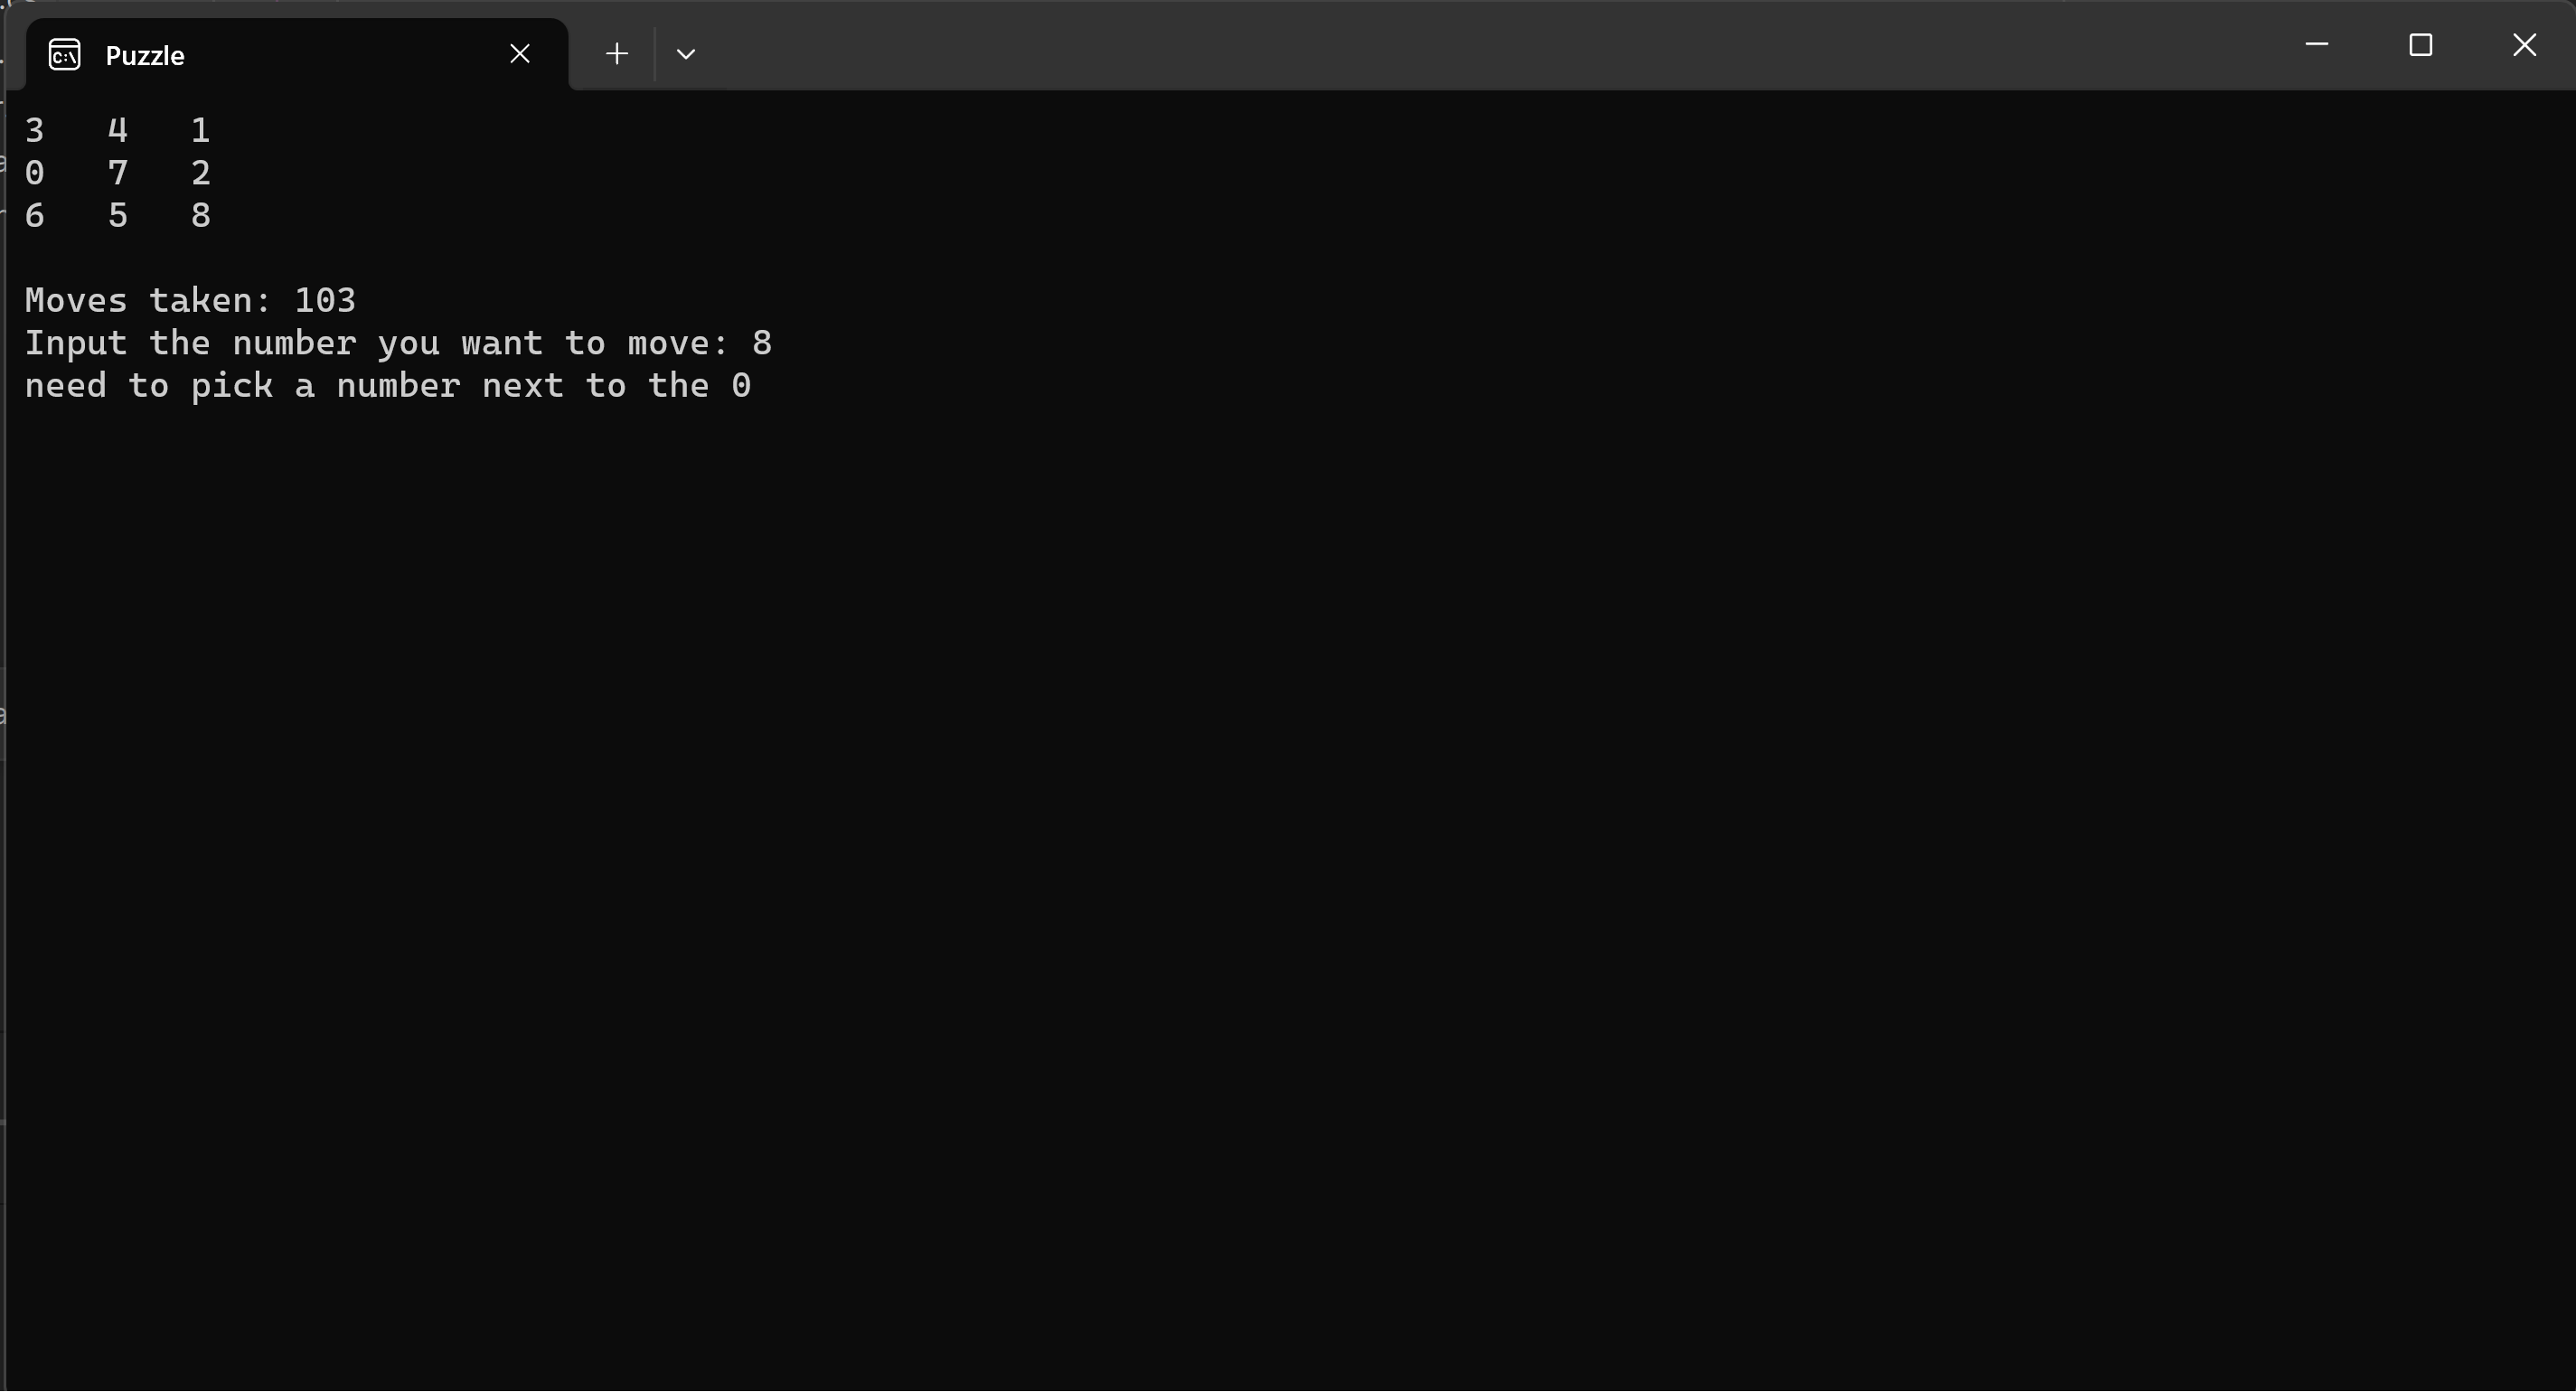 Puzzle
3 4 1
0 7 2
6 5 8
Moves taken: 103
Input the number you want to move: 8
need to pick a number next to the 0